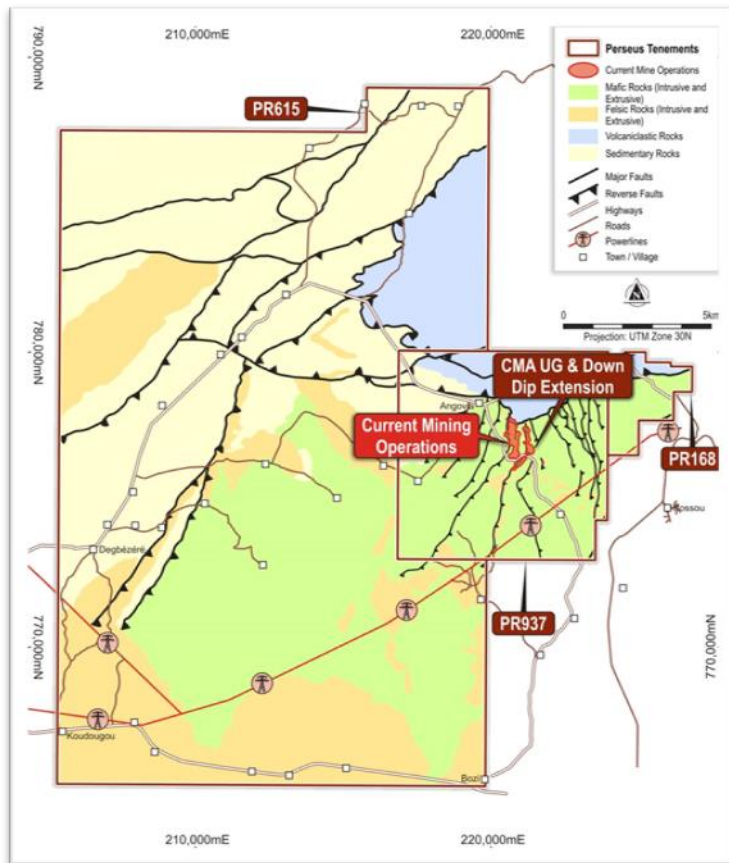 210,000mE
220,000mE
790,000mN
Perseus Tenements
Current Mine Operations
Mafic Rocks (Intrusive and
Extrusive)
Felsic Rocks (Intrusive and
Extrusive)
Volcaniclastic Rocks
Sedimentary Rocks
Major Faults
Reverse Faults
Highways
Roads
Powerlines
Town / Village
N
0
5km
Projection: UTM Zone 30N
PR615
780,000mN
CMA UG & Down
Dip Extension
Angovia
Current Mining
Operations
PR168
Kossou
Degbézéré
PR937
770,000mN
770,000mN
Koudougou
Bozi
210,000mE
220,000mE